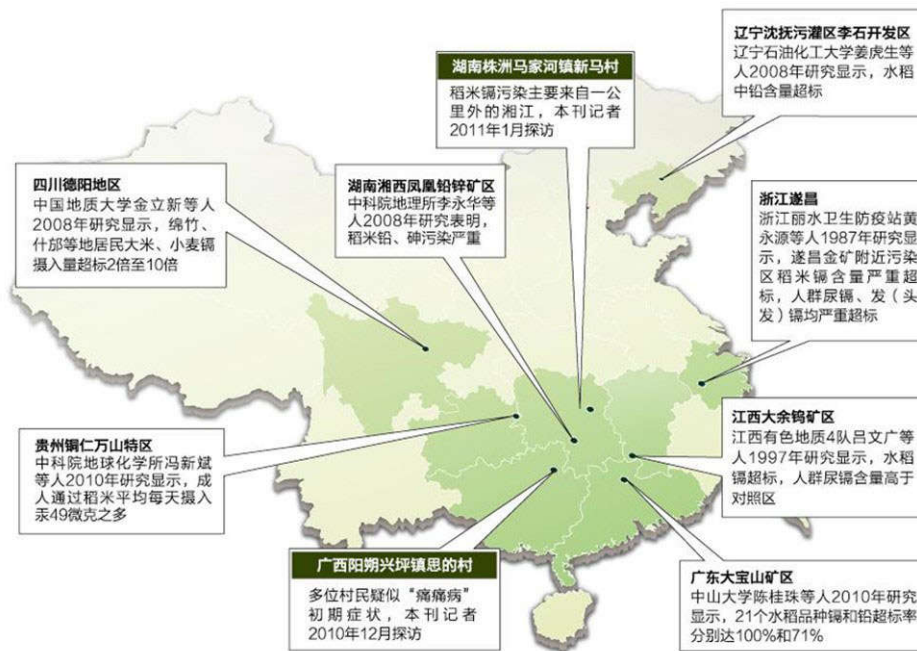 辽宁沈抚污灌区李石开发区
辽宁石油化工大学姜虎生等
人2008年研究显示，水稻
中铅含量超标
湖南株洲马家河镇新马村
稻米镉污染主要来自一公
里外的湘江，本刊记者
2011年1月探访
四川德阳地区
中国地质大学金立新等人
2008年研究显示，绵竹、
什邡等地居民大米、小麦镉
摄入量超标2倍至10倍
湖南湘西凤凰铅锌矿区
中科院地理所李永华等
人2008年研究表明，
稻米铅、砷污染严重
浙江遂昌
浙江丽水卫生防疫站黄
永源等人1987年研究显
示，遂昌金矿附近污染
区稻米镉含量严重超
标，人群尿镉、发（头
发）镉均严重超标
贵州铜仁万山特区
中科院地球化学所冯新斌
等人2010年研究显示，成
人通过稻米平均每天摄入
汞49微克之多
江西大余钨矿区
江西有色地质4队吕文广等
人1997年研究显示，水稻
镉超标，人群尿镉含量高于
对照区
广西阳朔兴坪镇思的村
多位村民疑似“痛痛病”
初期症状，本刊记者
2010年12月探访
广东大宝山矿区
中山大学陈桂珠等人2010年研究
显示，21个水稻品种镉和铅超标率
分别达100%和71%